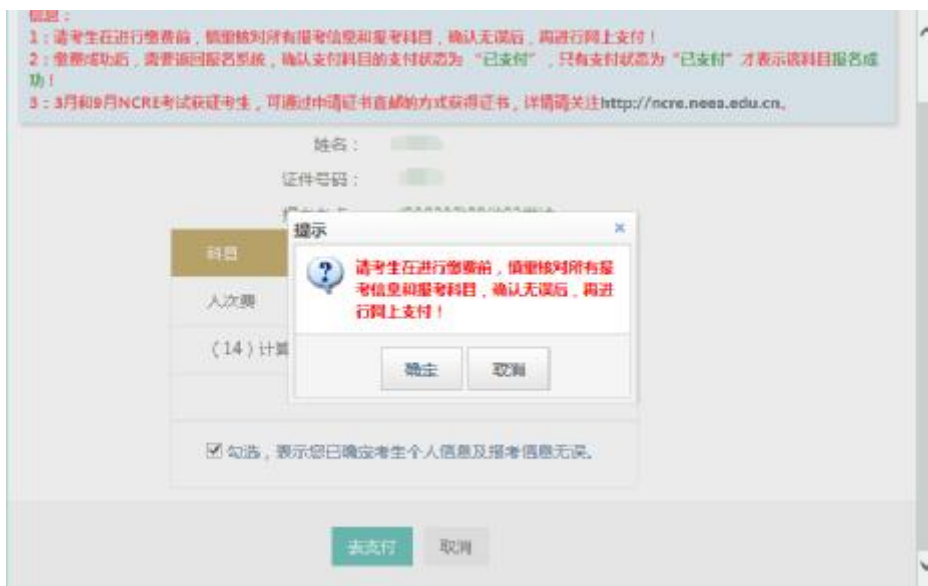 信息：
1：请考生在进行缴费前，慎重核对所有报考信息和报考科目，确认无误后，再进行网上支付！
2：缴费成功后，需要返回报名系统，确认支付科目的支付状态为 “已支付” ，只有支付状态为 “已支付” 才表示该科目报名成
功！
3：3月和9月NCRE考试获证考生，可通过申请证书直邮的方式获得证书，详情请关注http://ncre.neea.edu.cn。
姓名：
证件号码：
提示
×
科目
请考生在进行缴费前，慎重核对所有报
考信息和报考科目，确认无误后，再进
行网上支付！
人次费
（14）计算
确定 取消
勾选，表示您已确定考生个人信息及报考信息无误。
去支付 取消